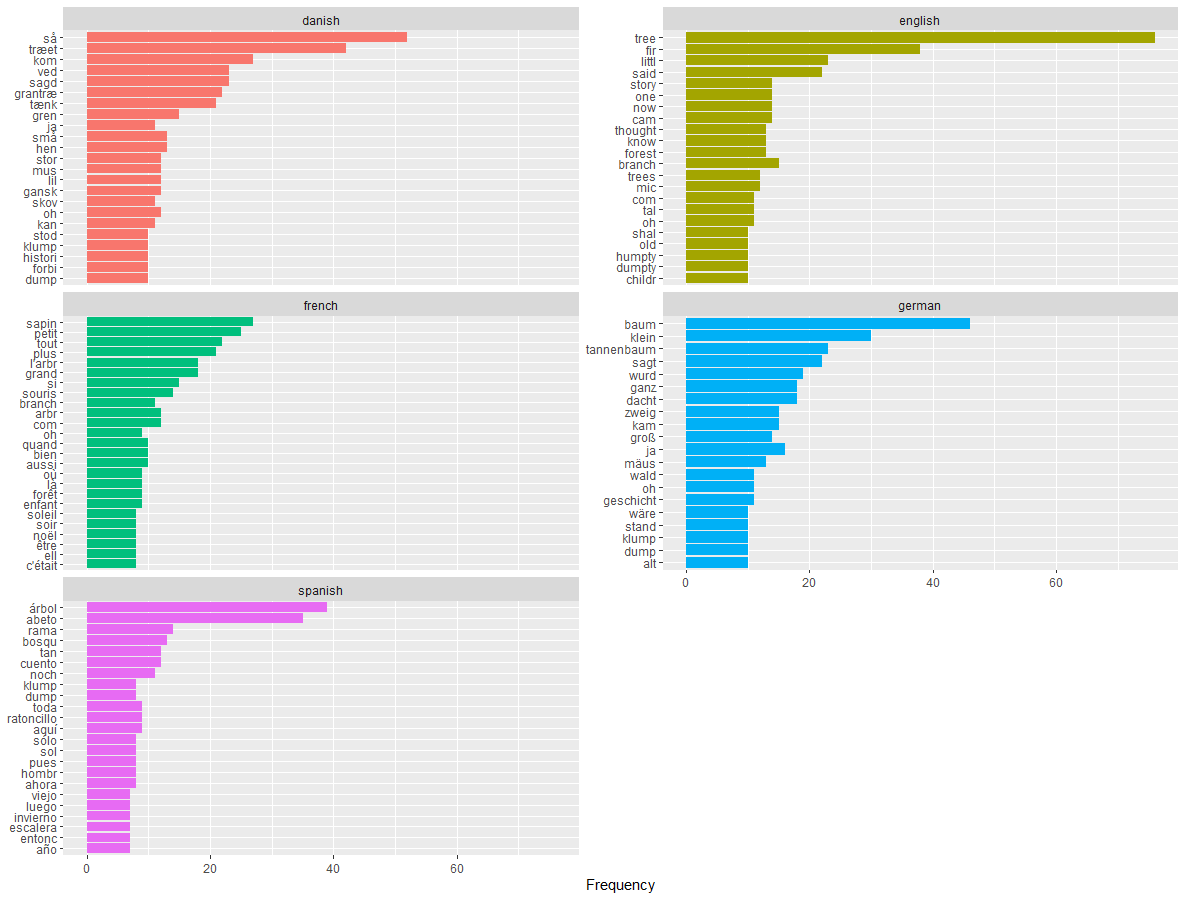 danish
så
træet
kom
ved
sagd
grantræ
tænk
gren
ja
små
hen
stor
mus
lil
gansk
skov
oh
kan
stod
klump
histori
forbi
dump
english
tree
fir
littl
said
story
one
now
cam
thought
know
forest
branch
trees
mic
com
tal
oh
shal
old
humpty
dumpty
childr
french
sapin
petit
tout
plus
l'arbr
grand
si
souris
branch
arbr
com
oh
quand
bien
aussi
où
là
forêt
enfant
soleil
soir
noël
être
ell
c'était
german
baum
klein
tannenbaum
sagt
wurd
ganz
dacht
zweig
kam
groß
ja
mäus
wald
oh
geschicht
wäre
stand
klump
dump
alt
0 20 40 60
spanish
árbol
abeto
rama
bosqu
tan
cuento
noch
klump
dump
toda
ratoncillo
aquí
sólo
sol
pues
hombr
ahora
viejo
luego
invierno
escalera
entonc
año
0 20 40 60
Frequency